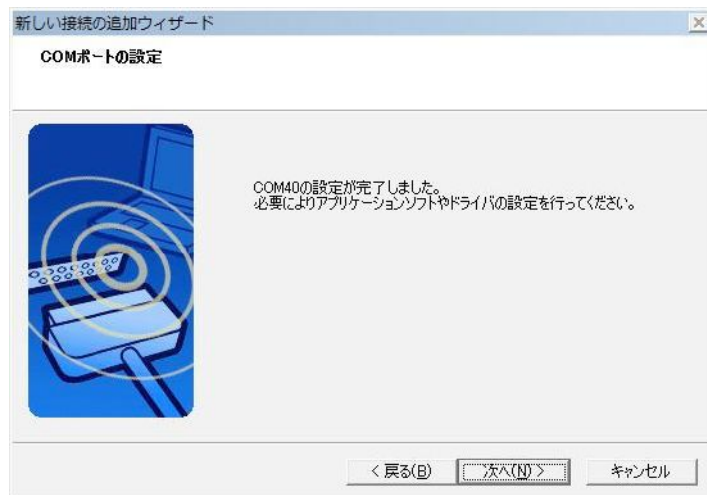 新しい接続の追加ウィザード
COMポートの設定
COM40の設定が完了しました。
必要によりアプリケーションソフトやドライバの設定を行ってください。
< 戻る(B)
次へ(N) >
キャンセル